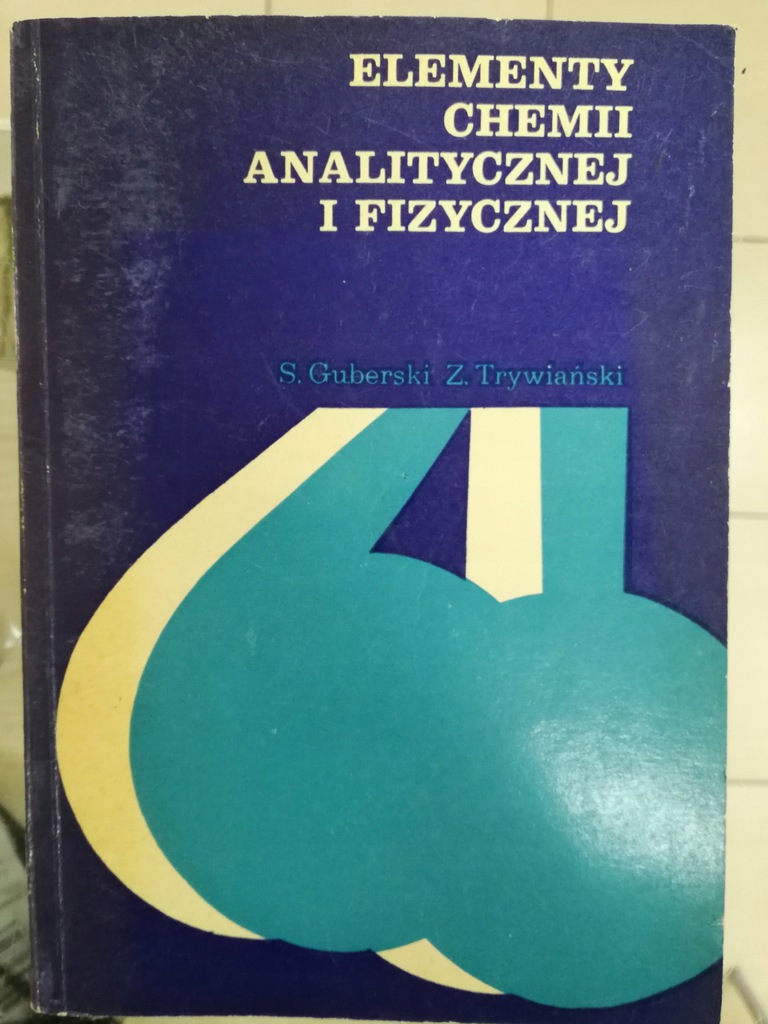 ELEMENTY
CHEMII
ANALITYCZNEJ
I FIZYCZNEJ
S. Guberski Z. Trywiański